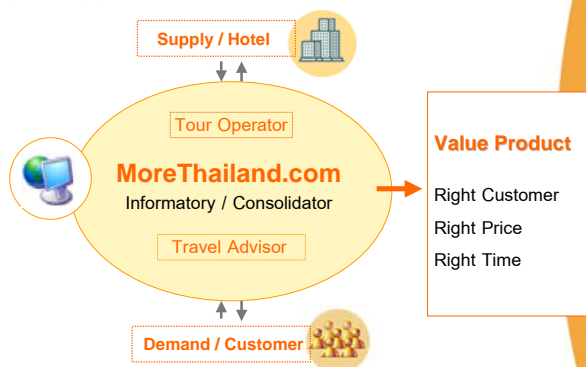 Supply / Hotel
Tour Operator
MoreThailand.com
Informatory / Consolidator
Travel Advisor
Demand / Customer
Value Product
Right Customer
Right Price
Right Time